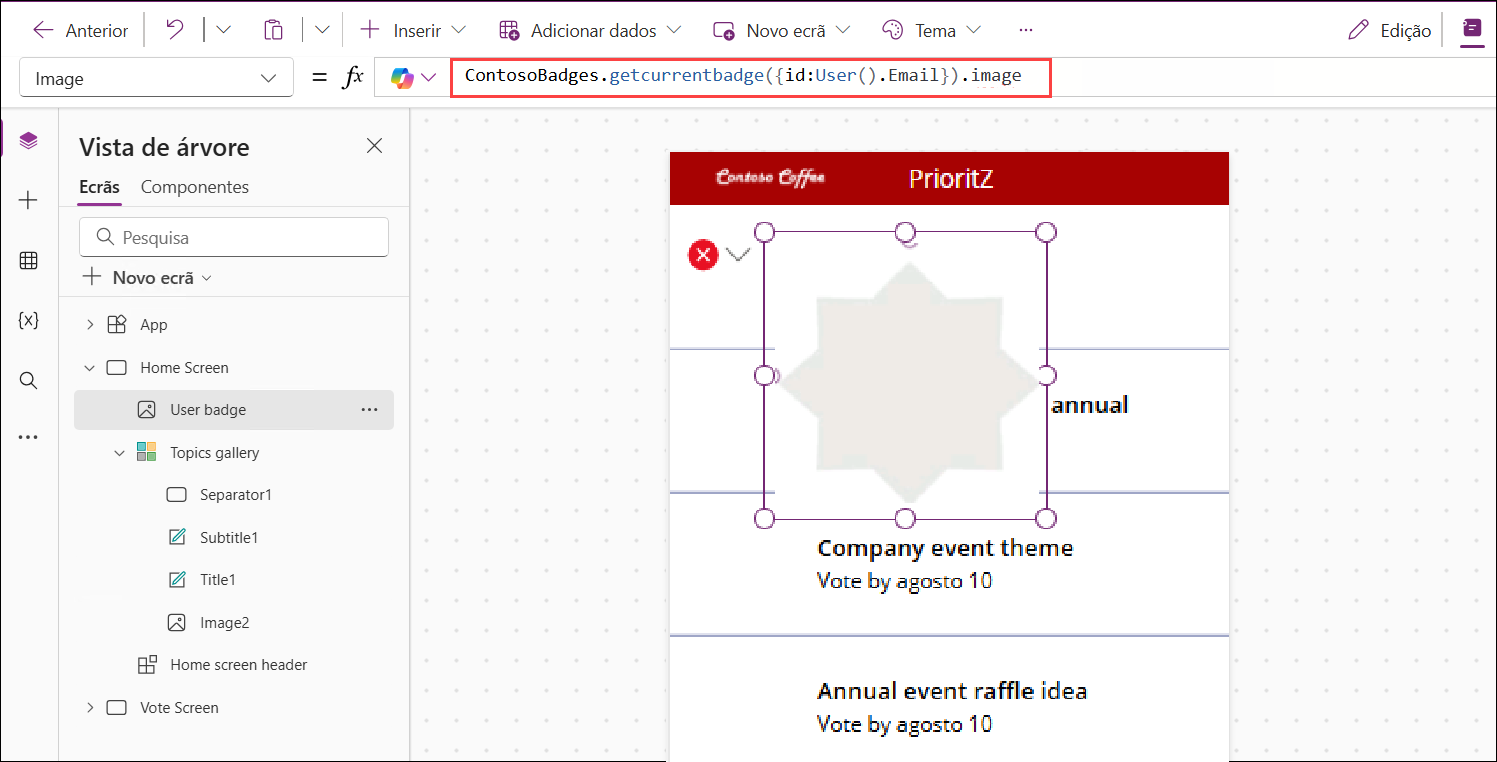 Anterior Inserir Adicionar dados Novo ecrã Tema ... Edição
Image = fx ContosoBadges.getcurrentbadge({id:User().Email}).image
Vista de árvore
Ecrãs Componentes
Pesquisa
Novo ecrã
App
Home Screen
User badge ...
Topics gallery
Separator1
Subtitle1
Title1
Image2
Home screen header
Vote Screen
Contoso Coffee PrioritZ
annual
Company event theme
Vote by agosto 10
Annual event raffle idea
Vote by agosto 10